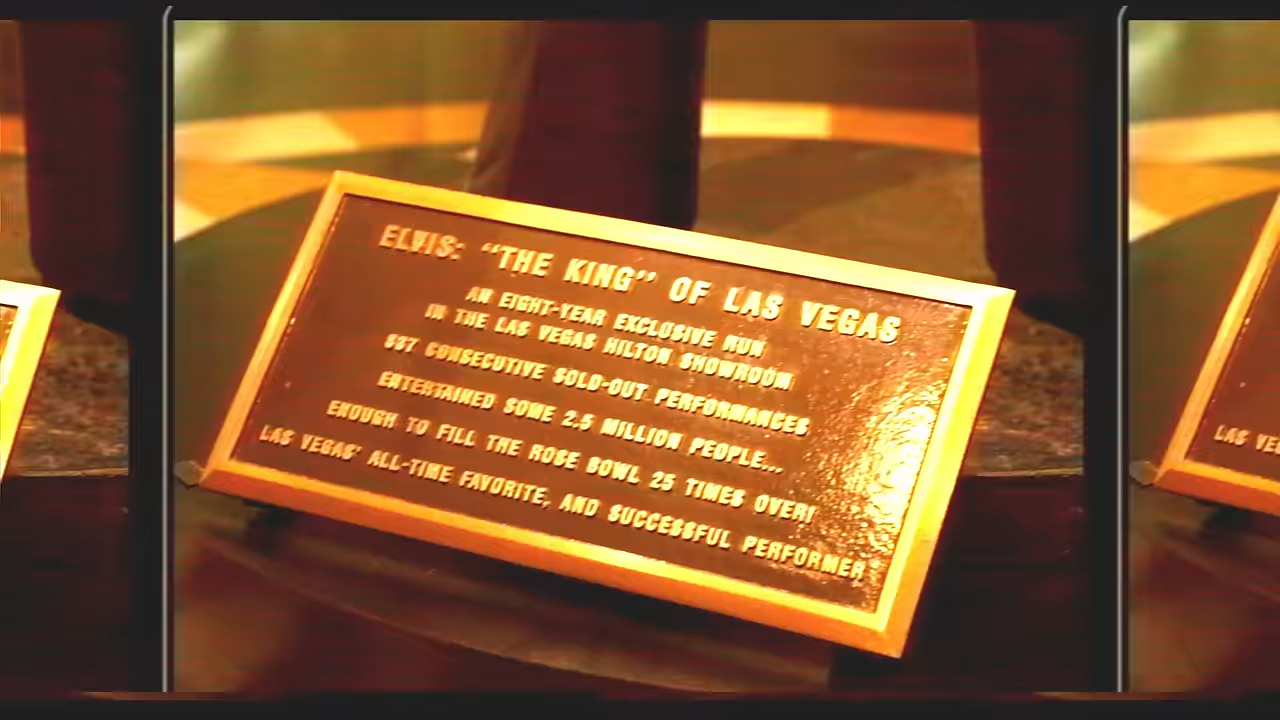 ELVIS: “THE KING” OF LAS VEGAS
AN EIGHT-YEAR EXCLUSIVE RUN
IN THE LAS VEGAS HILTON SHOWROOM
837 CONSECUTIVE SOLD-OUT PERFORMANCES
ENTERTAINED SOME 2.5 MILLION PEOPLE...
ENOUGH TO FILL THE ROSE BOWL 25 TIMES OVER!
LAS VEGAS' ALL-TIME FAVORITE, AND SUCCESSFUL PERFORMER
LAS VE